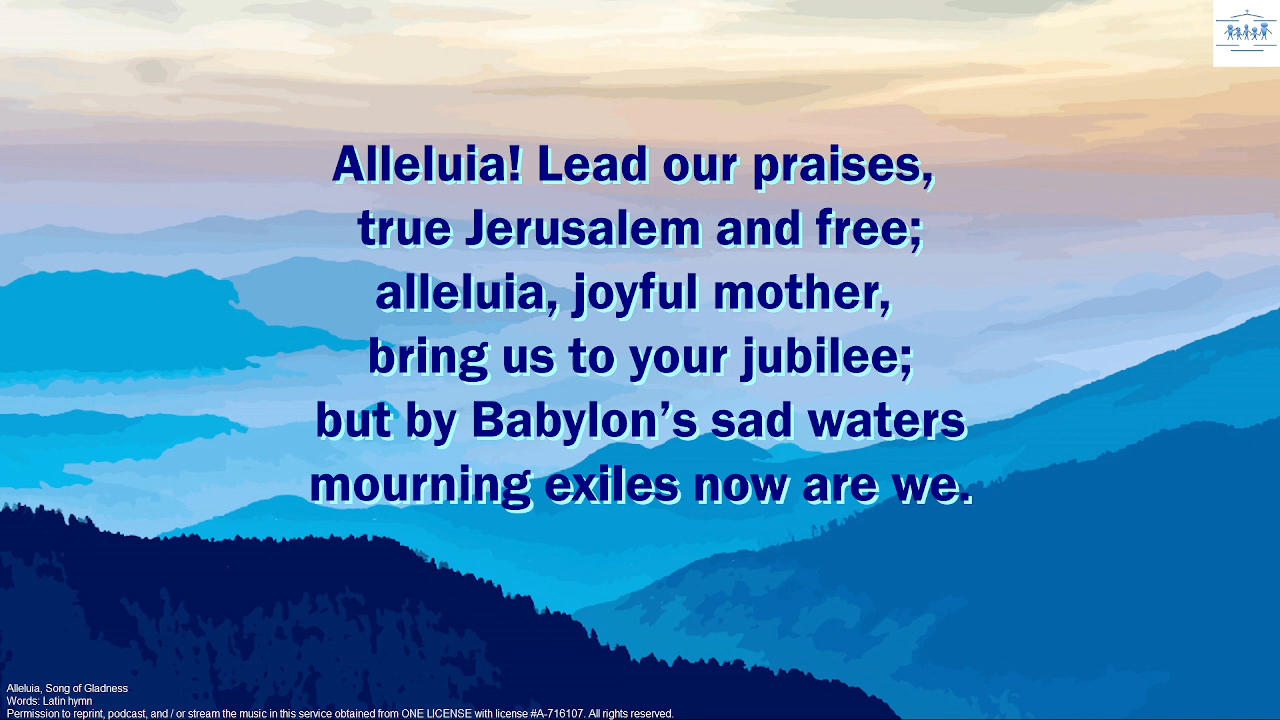 Alleluia! Lead our praises,
true Jerusalem and free;
alleluia, joyful mother,
bring us to your jubilee;
but by Babylon’s sad waters
mourning exiles now are we.
Alleluia, Song of Gladness
Words: Latin hymn
Permission to reprint, podcast, and / or stream the music in this service obtained from ONE LICENSE with license #A-716107. All rights reserved.